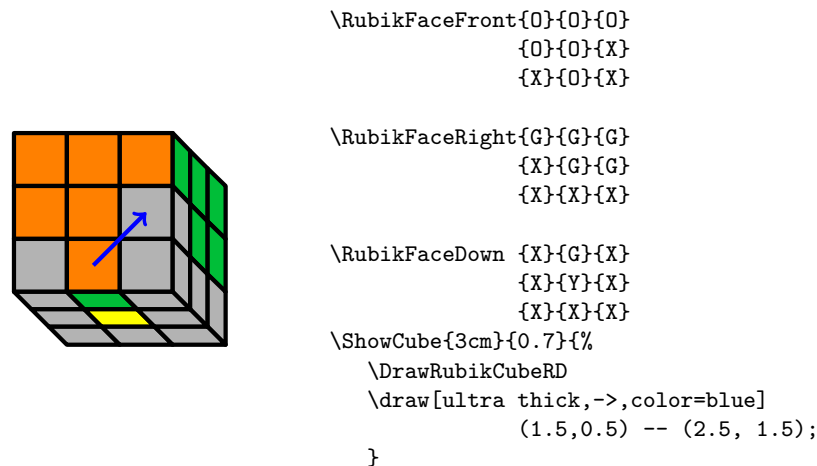 \RubikFaceFront{O}{O}{O}
{O}{O}{X}
{X}{O}{X}
\RubikFaceRight{G}{G}{G}
{X}{G}{G}
{X}{X}{X}
\RubikFaceDown {X}{G}{X}
{X}{Y}{X}
{X}{X}{X}
\ShowCube{3cm}{0.7}{%
\DrawRubikCubeRD
\draw[ultra thick,->,color=blue]
(1.5,0.5) -- (2.5, 1.5);
}